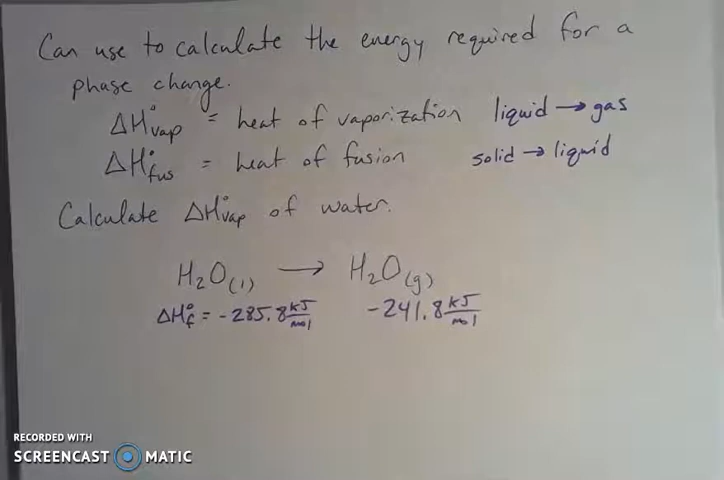 Can use to calculate the energy required for a
phase change.
ΔH°vap = heat of vaporization liquid → gas
ΔH°fus = heat of fusion solid → liquid
Calculate ΔH°vap of water.
H₂O(l) → H₂O(g)
ΔH°f = -285.8 kJ/mol -241.8 kJ/mol
RECORDED WITH
SCREENCAST MATIC